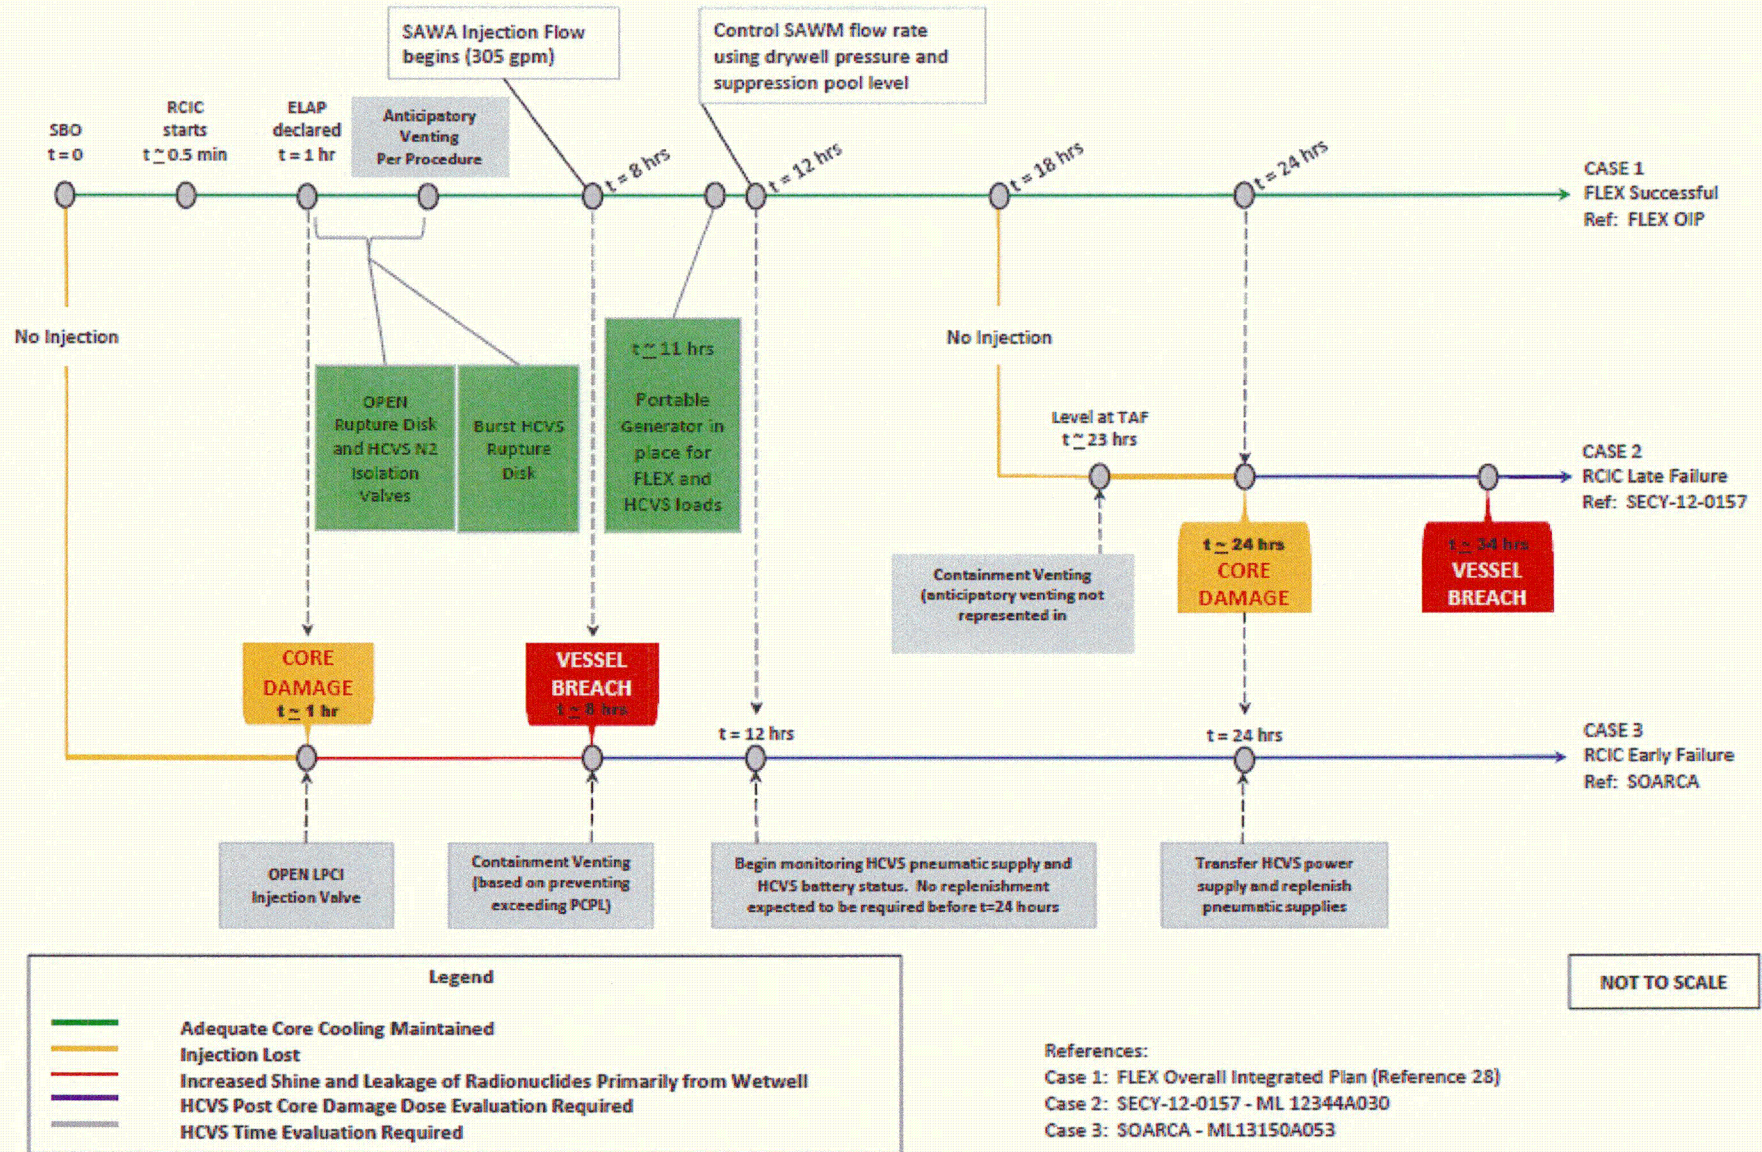 SAWA Injection Flow
begins (305 gpm)
Control SAWM flow rate
using drywell pressure and
suppression pool level
SBO
t = 0
RCIC
starts
t ~ 0.5 min
ELAP
declared
t = 1 hr
Anticipatory
Venting
Per Procedure
t = 8 hrs
t = 12 hrs
t = 18 hrs
t = 24 hrs
CASE 1
FLEX Successful
Ref: FLEX OIP
No Injection
OPEN
Rupture Disk
and HCVS N2
Isolation
Valves
Burst HCVS
Rupture
Disk
t ~ 11 hrs
Portable
Generator in
place for
FLEX and
HCVS loads
No Injection
Level at TAF
t ~ 23 hrs
CASE 2
RCIC Late Failure
Ref: SECY-12-0157
Containment Venting
(anticipatory venting not
represented in
t ~ 24 hrs
CORE
DAMAGE
t ~ 34 hrs
VESSEL
BREACH
CORE
DAMAGE
t ~ 1 hr
VESSEL
BREACH
t ~ 8 hrs
t = 12 hrs
t = 24 hrs
CASE 3
RCIC Early Failure
Ref: SOARCA
OPEN LPCI
Injection Valve
Containment Venting
(based on preventing
exceeding PCPL)
Begin monitoring HCVS pneumatic supply and
HCVS battery status. No replenishment
expected to be required before t=24 hours
Transfer HCVS power
supply and replenish
pneumatic supplies
Legend
Adequate Core Cooling Maintained
Injection Lost
Increased Shine and Leakage of Radionuclides Primarily from Wetwell
HCVS Post Core Damage Dose Evaluation Required
HCVS Time Evaluation Required
NOT TO SCALE
References:
Case 1: FLEX Overall Integrated Plan (Reference 28)
Case 2: SECY-12-0157 - ML 12344A030
Case 3: SOARCA - ML13150A053